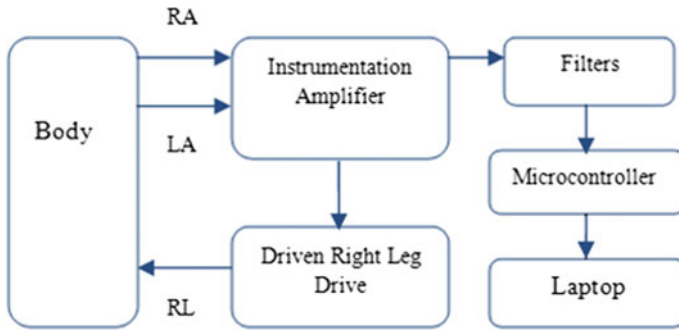 RA
Body
LA
Instrumentation
Amplifier
Filters
Microcontroller
Driven Right Leg
Drive
RL
Laptop